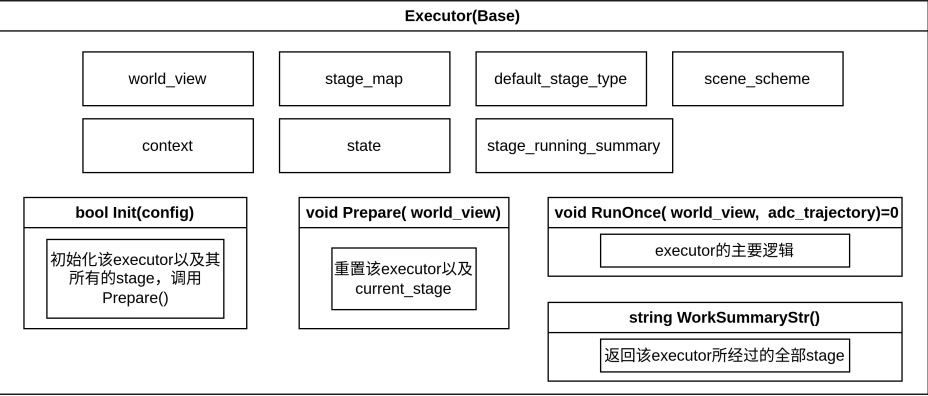 Executor(Base)
world_view
stage_map
default_stage_type
scene_scheme
context
state
stage_running_summary
bool Init(config)
初始化该executor以及其
所有的stage，调用
Prepare()
void Prepare( world_view)
重置该executor以及
current_stage
void RunOnce( world_view,  adc_trajectory)=0
executor的主要逻辑
string WorkSummaryStr()
返回该executor所经过的全部stage